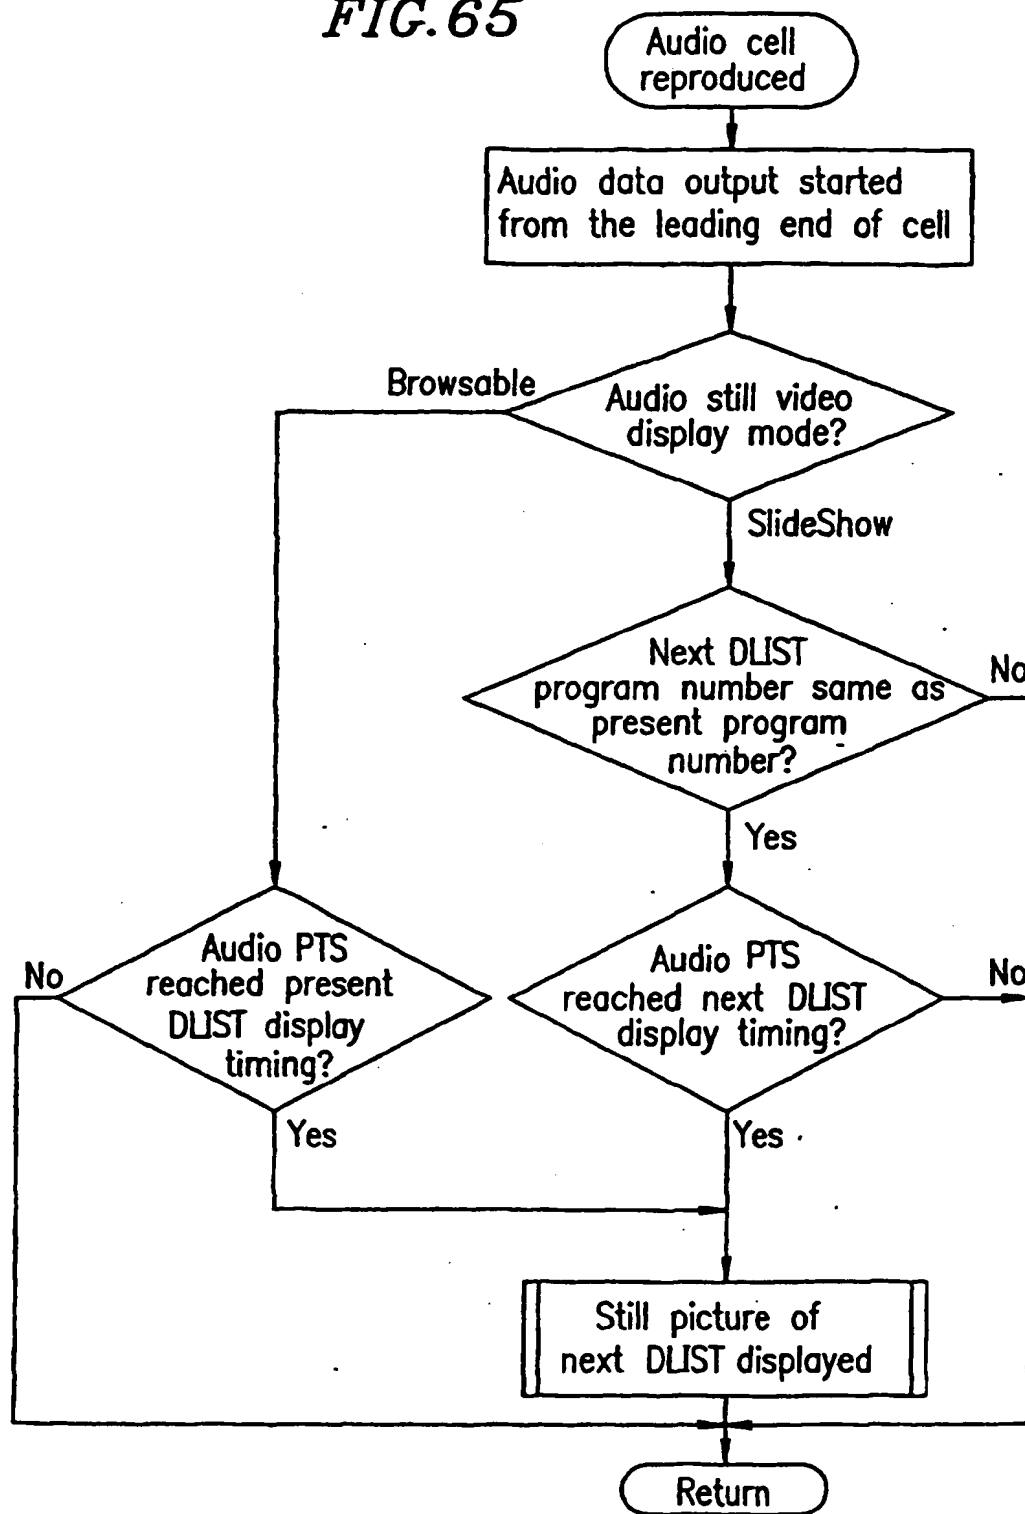 FIG.65
Audio cell
reproduced
Audio data output started
from the leading end of cell
Browsable
Audio still video
display mode?
SlideShow
Next DLIST
program number same as
present program
number?
No
Yes
Audio PTS
reached present
DLIST display
timing?
No
Yes
Audio PTS
reached next DLIST
display timing?
No
Yes
Still picture of
next DLIST displayed
Return